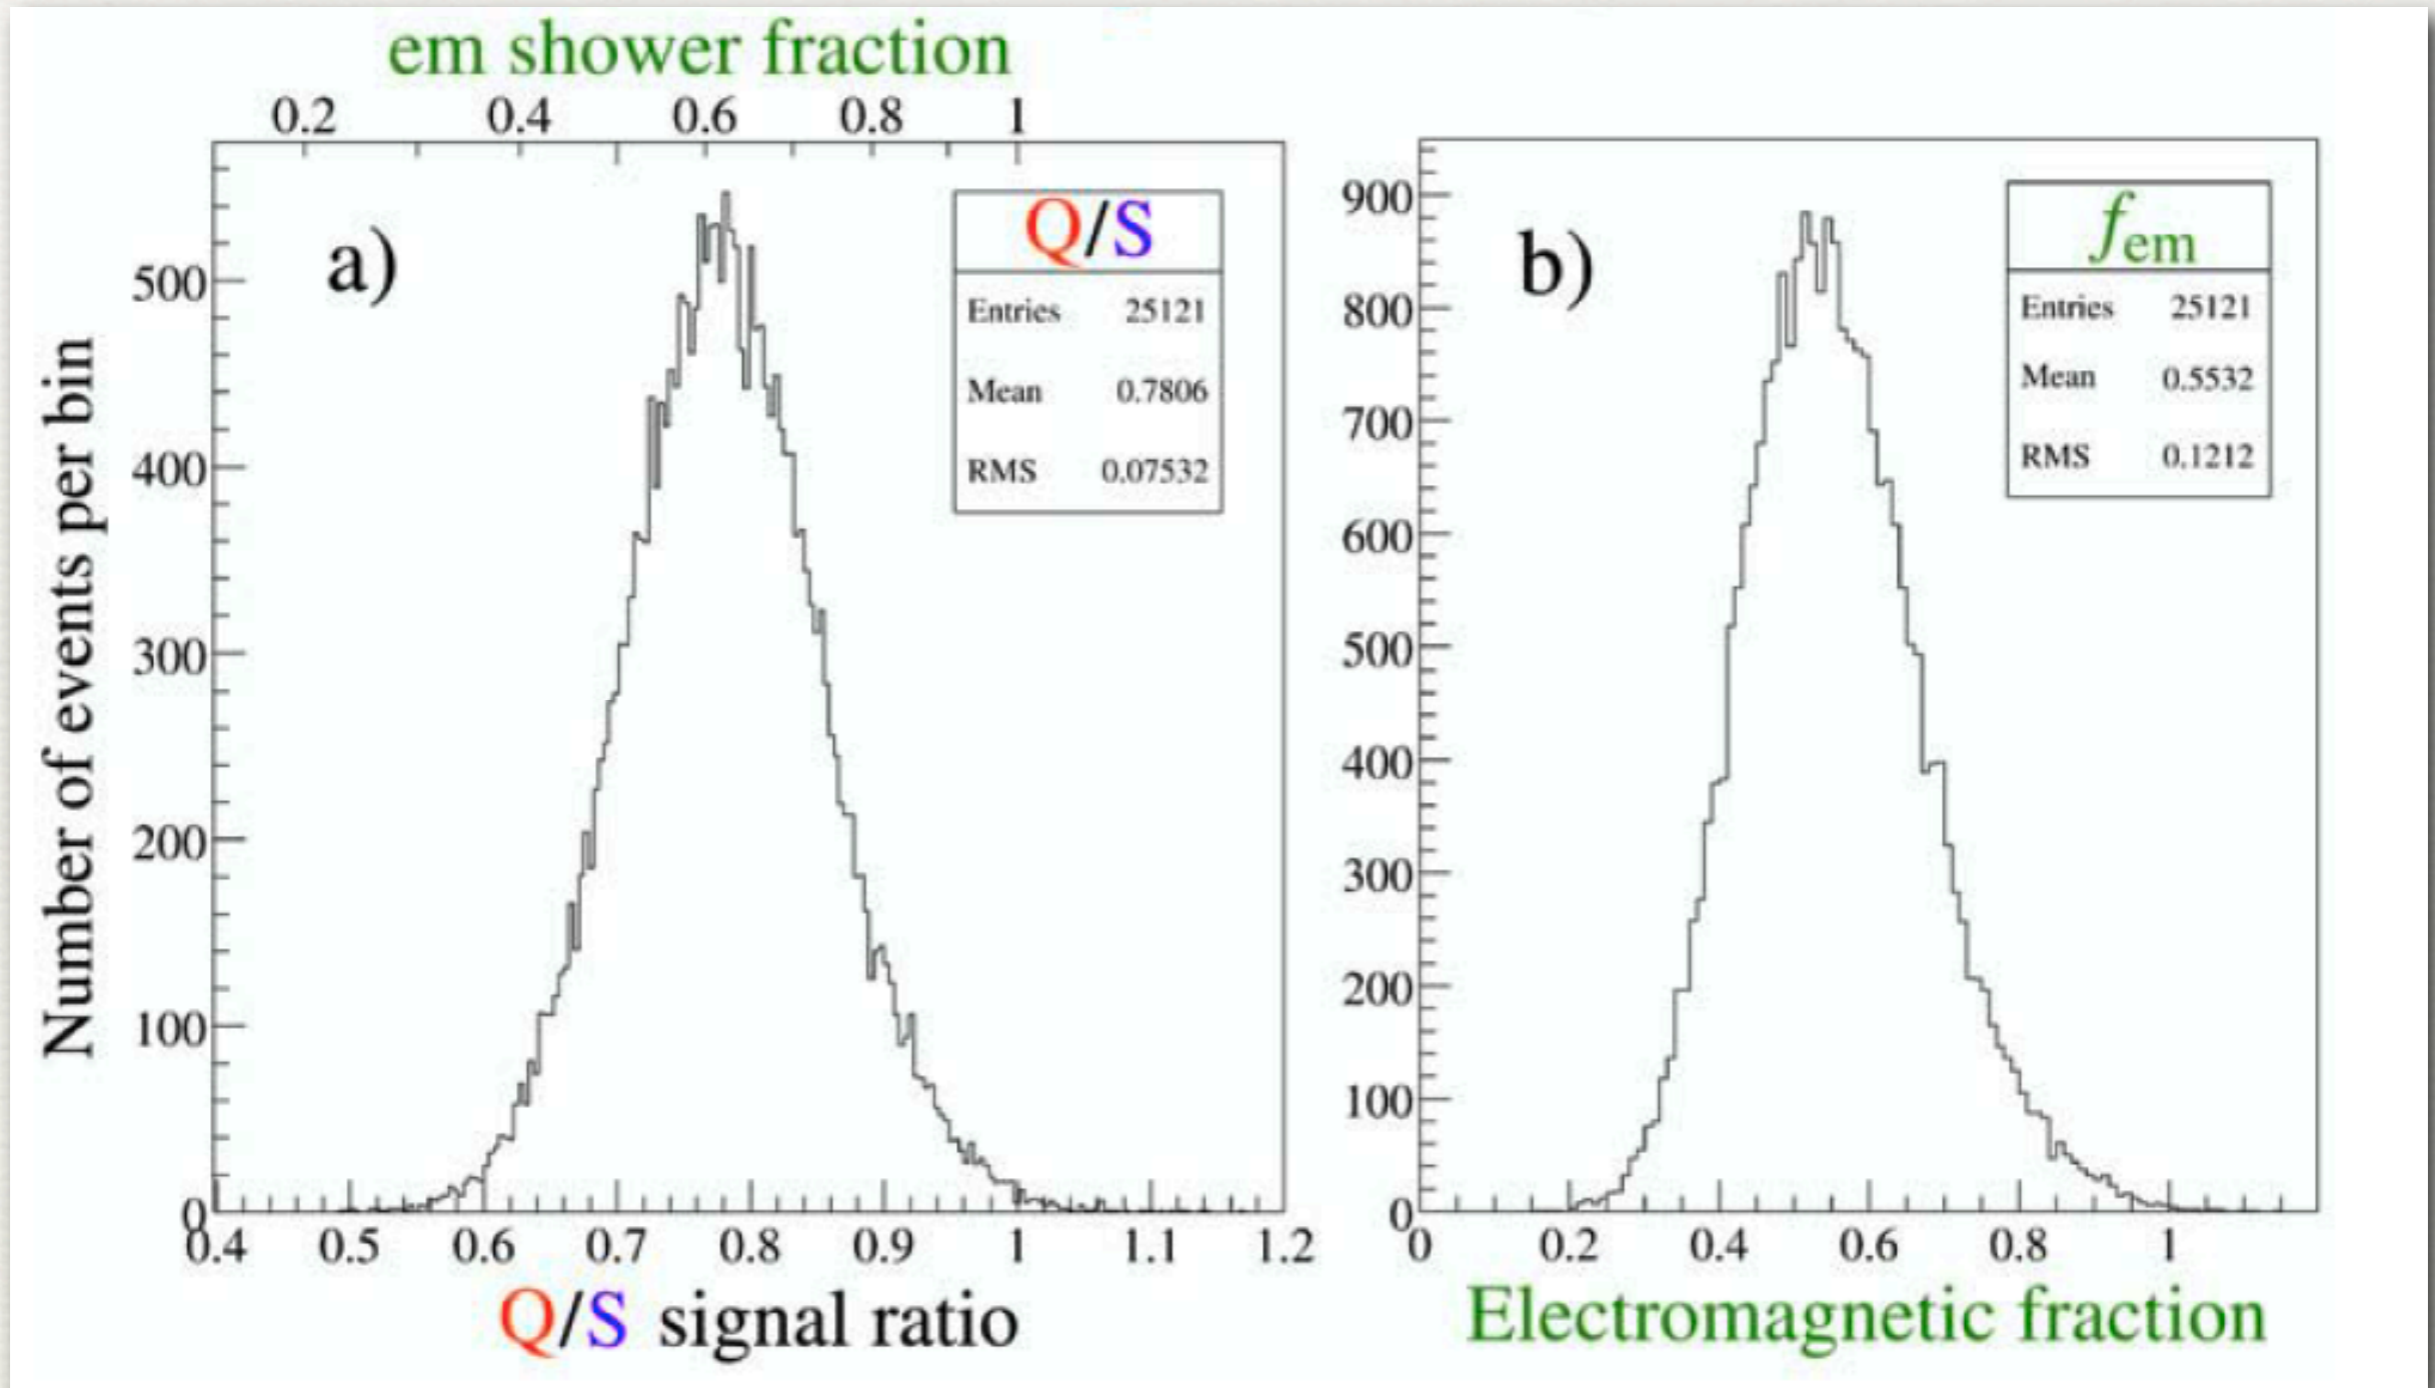 em shower fraction
0.2 0.4 0.6 0.8 1
a)
Q/S
Entries 25121
Mean 0.7806
RMS 0.07532
500
400
300
200
100
0
Number of events per bin
0.4 0.5 0.6 0.7 0.8 0.9 1 1.1 1.2
Q/S signal ratio
b)
fem
Entries 25121
Mean 0.5532
RMS 0.1212
900
800
700
600
500
400
300
200
100
0
0 0.2 0.4 0.6 0.8 1
Electromagnetic fraction